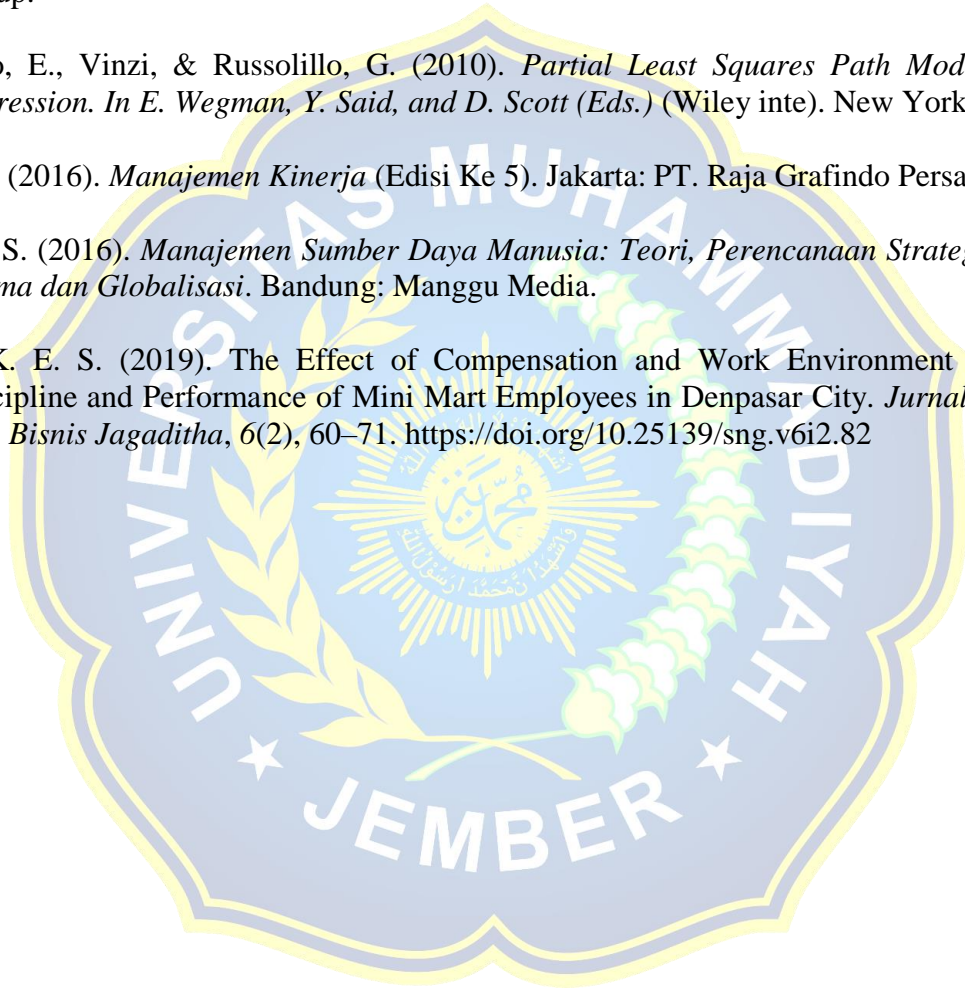 up.
o, E., Vinzi, & Russolillo, G. (2010). Partial Least Squares Path Mod
ression. In E. Wegman, Y. Said, and D. Scott (Eds.) (Wiley inte). New York
(2016). Manajemen Kinerja (Edisi Ke 5). Jakarta: PT. Raja Grafindo Persa
S. (2016). Manajemen Sumber Daya Manusia: Teori, Perencanaan Strateg
ma dan Globalisasi. Bandung: Manggu Media.
K. E. S. (2019). The Effect of Compensation and Work Environment
cipline and Performance of Mini Mart Employees in Denpasar City. Jurnal
Bisnis Jagaditha, 6(2), 60–71. https://doi.org/10.25139/sng.v6i2.82
UNIVERSITAS MUHAMMADIYAH
JEMBER
محمد